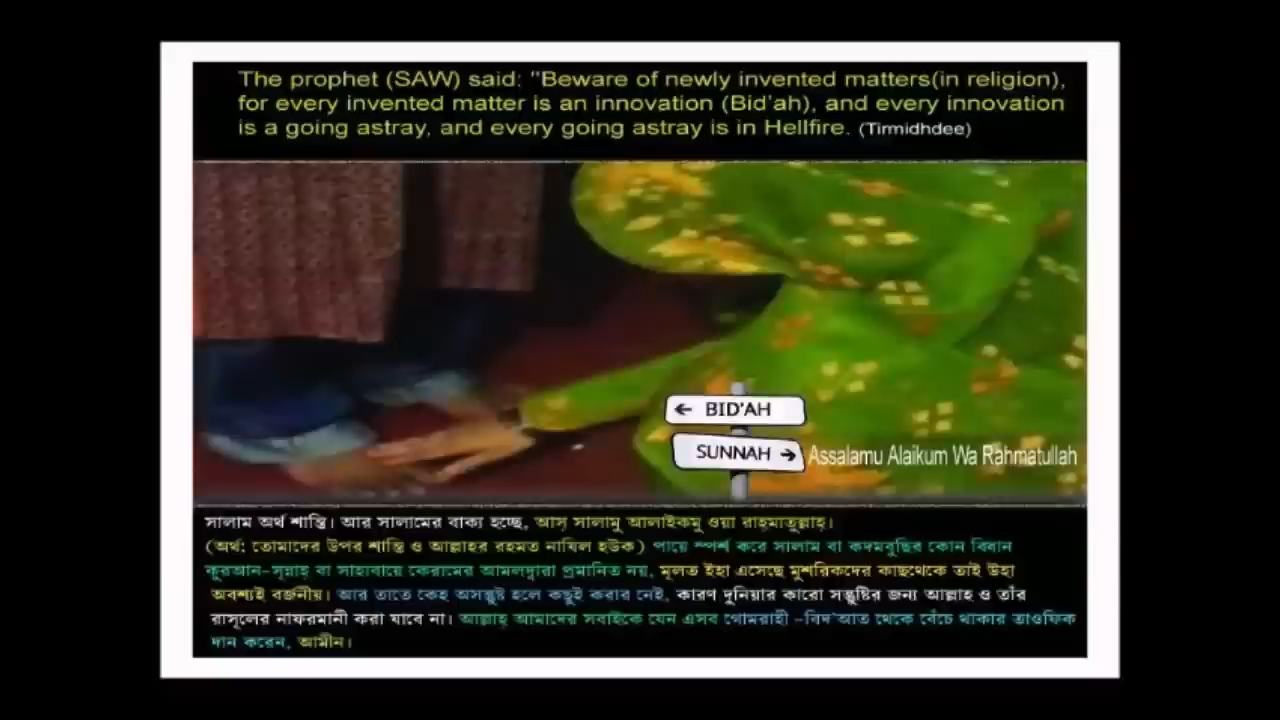 The prophet (SAW) said: "Beware of newly invented matters(in religion),
for every invented matter is an innovation (Bid'ah), and every innovation
is a going astray, and every going astray is in Hellfire. (Tirmidhdee)
← BID'AH
SUNNAH → Assalamu Alaikum Wa Rahmatullah
সালাম অর্থ শান্তি। আর সালামের বাক্য হচ্ছে, আস্ সালামু আলাইকমু ওয়া রাহ্মাতুল্লাহ্।
(অর্থ: তোমাদের উপর শান্তি ও আল্লাহর রহমত নাযিল হউক) পায়ে স্পর্শ করে সালাম বা কদমবুছির কোন বিধান
কুরআন-সুন্নাহ বা সাহাবায়ে কেরামের আমলদ্বারা প্রমানিত নয়, মূলত ইহা এসেছে মুশরিকদের কাছথেকে তাই উহা
অবশ্যই বর্জনীয়। আর তাতে কেহ অসন্তুষ্ট হলে কছুই করার নেই, কারণ দুনিয়ার কারো সন্তুষ্টির জন্য আল্লাহ ও তাঁর
রাসূলের নাফরমানী করা যাবে না। আল্লাহ্ আমাদের সবাইকে যেন এসব গোমরাহী -বিদ'আত থেকে বেঁচে থাকার তাওফিক
দান করেন, আমীন।